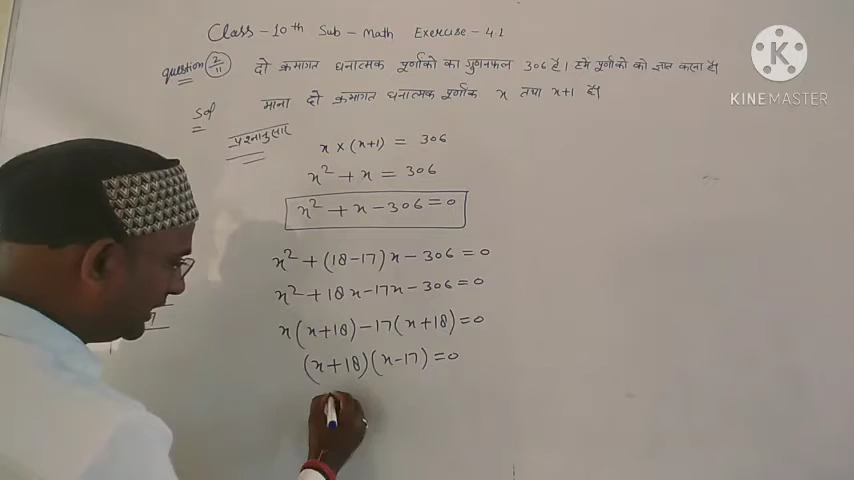 Class - 10th Sub - Math Exercise - 4.1
question 2/11 दो क्रमागत धनात्मक पूर्णांको का गुणनफल 306 है। हमें पूर्णांको को ज्ञात करना है।
K
KINEMASTER
Sol माना दो क्रमागत धनात्मक पूर्णांक x तथा x+1 है।
प्रश्नानुसार
x × (x+1) = 306
x² + x = 306
x² + x - 306 = 0
x² + (18-17)x - 306 = 0
x² + 18x - 17x - 306 = 0
x(x+18) - 17(x+18) = 0
(x+18)(x-17) = 0